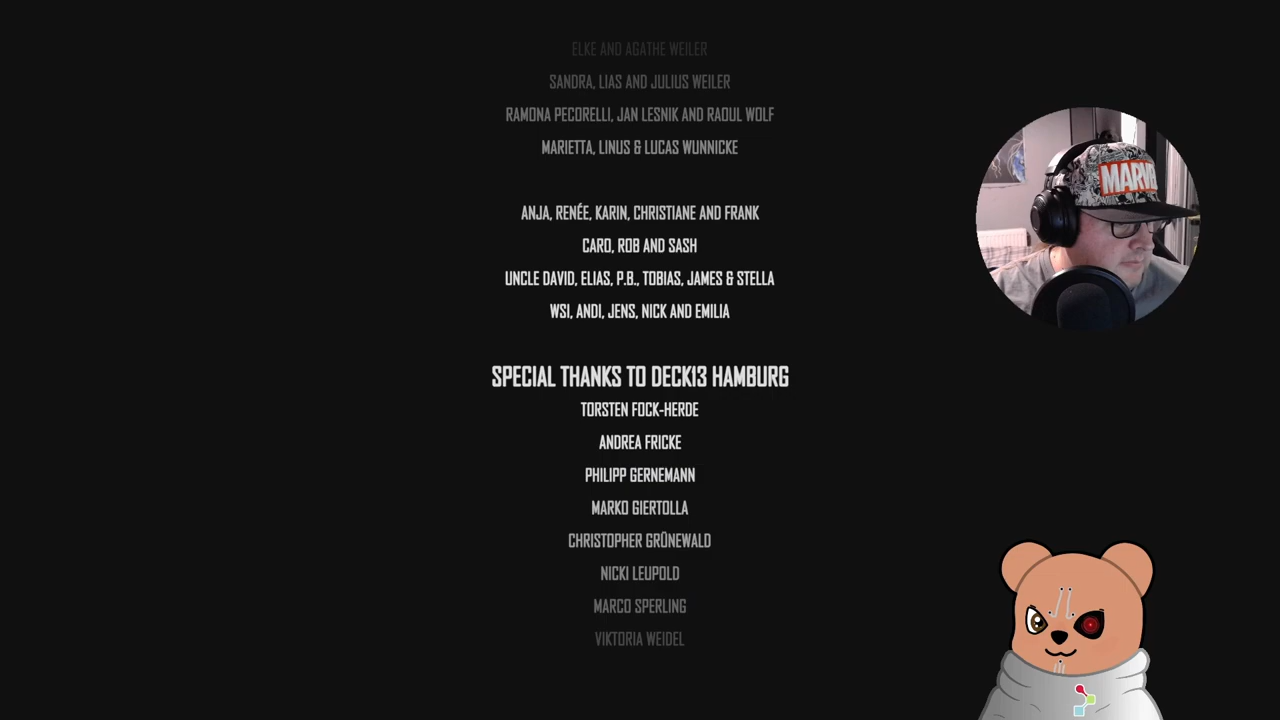 ELKE AND AGATHE WEILER
SANDRA, LIAS AND JULIUS WEILER
RAMONA PECORELLI, JAN LESNIK AND RAOUL WOLF
MARIETTA, LINUS & LUCAS WUNNICKE
ANJA, RENÉE, KARIN, CHRISTIANE AND FRANK
CARO, ROB AND SASH
UNCLE DAVID, ELIAS, P.B., TOBIAS, JAMES & STELLA
WSI, ANDI, JENS, NICK AND EMILIA
SPECIAL THANKS TO DECK13 HAMBURG
TORSTEN FOCK-HERDE
ANDREA FRICKE
PHILIPP GERNEMANN
MARKO GIERTOLLA
CHRISTOPHER GRÜNEWALD
NICKI LEUPOLD
MARCO SPERLING
VIKTORIA WEIDEL
MARVE